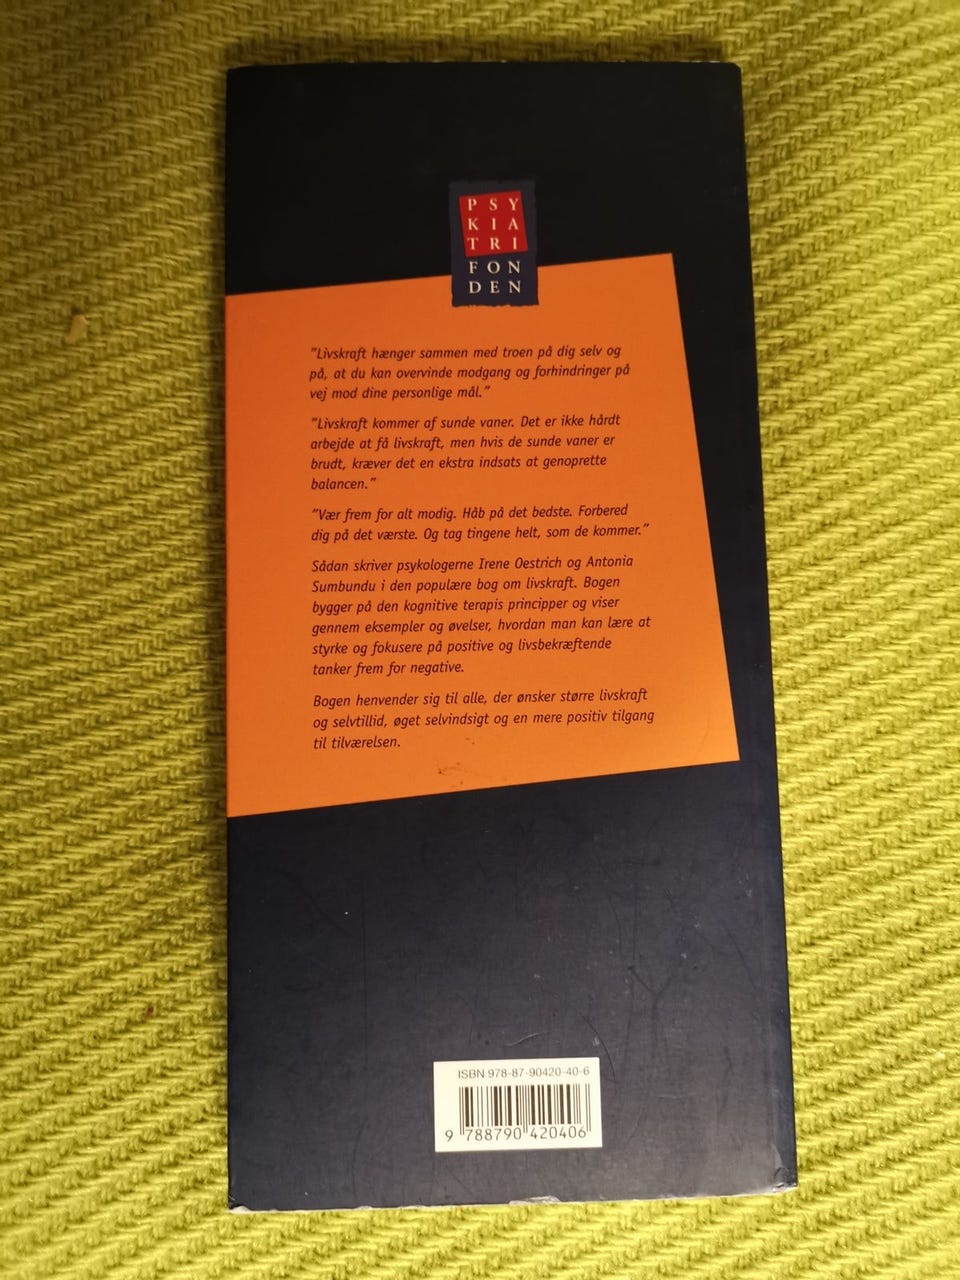 PSY
KIA
TRI
FON
DEN
"Livskraft hænger sammen med troen på dig selv og
på, at du kan overvinde modgang og forhindringer på
vej mod dine personlige mål."
"Livskraft kommer af sunde vaner. Det er ikke hårdt
arbejde at få livskraft, men hvis de sunde vaner er
brudt, kræver det en ekstra indsats at genoprette
balancen."
"Vær frem for alt modig. Håb på det bedste. Forbered
dig på det værste. Og tag tingene helt, som de kommer."
Sådan skriver psykologerne Irene Oestrich og Antonia
Sumbundu i den populære bog om livskraft. Bogen
bygger på den kognitive terapis principper og viser
gennem eksempler og øvelser, hvordan man kan lære at
styrke og fokusere på positive og livsbekræftende
tanker frem for negative.
Bogen henvender sig til alle, der ønsker større livskraft
og selvtillid, øget selvindsigt og en mere positiv tilgang
til tilværelsen.
ISBN 978-87-90420-40-6
9 788790 420406